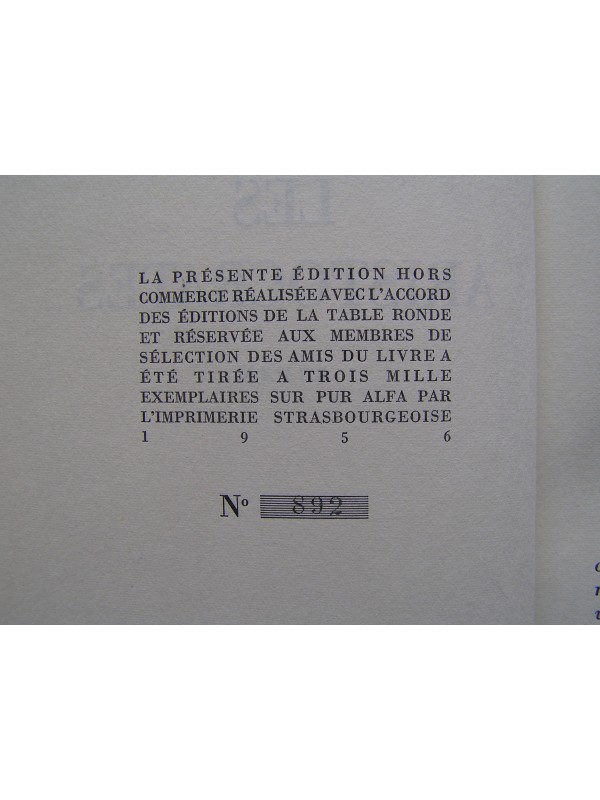 LES
LA PRÉSENTE ÉDITION HORS
COMMERCE RÉALISÉE AVEC L'ACCORD
DES ÉDITIONS DE LA TABLE RONDE
ET RÉSERVÉE AUX MEMBRES DE
SÉLECTION DES AMIS DU LIVRE A
ÉTÉ TIRÉE A TROIS MILLE
EXEMPLAIRES SUR PUR ALFA PAR
L'IMPRIMERIE STRASBOURGEOISE
1 9 5 6
Nº 892